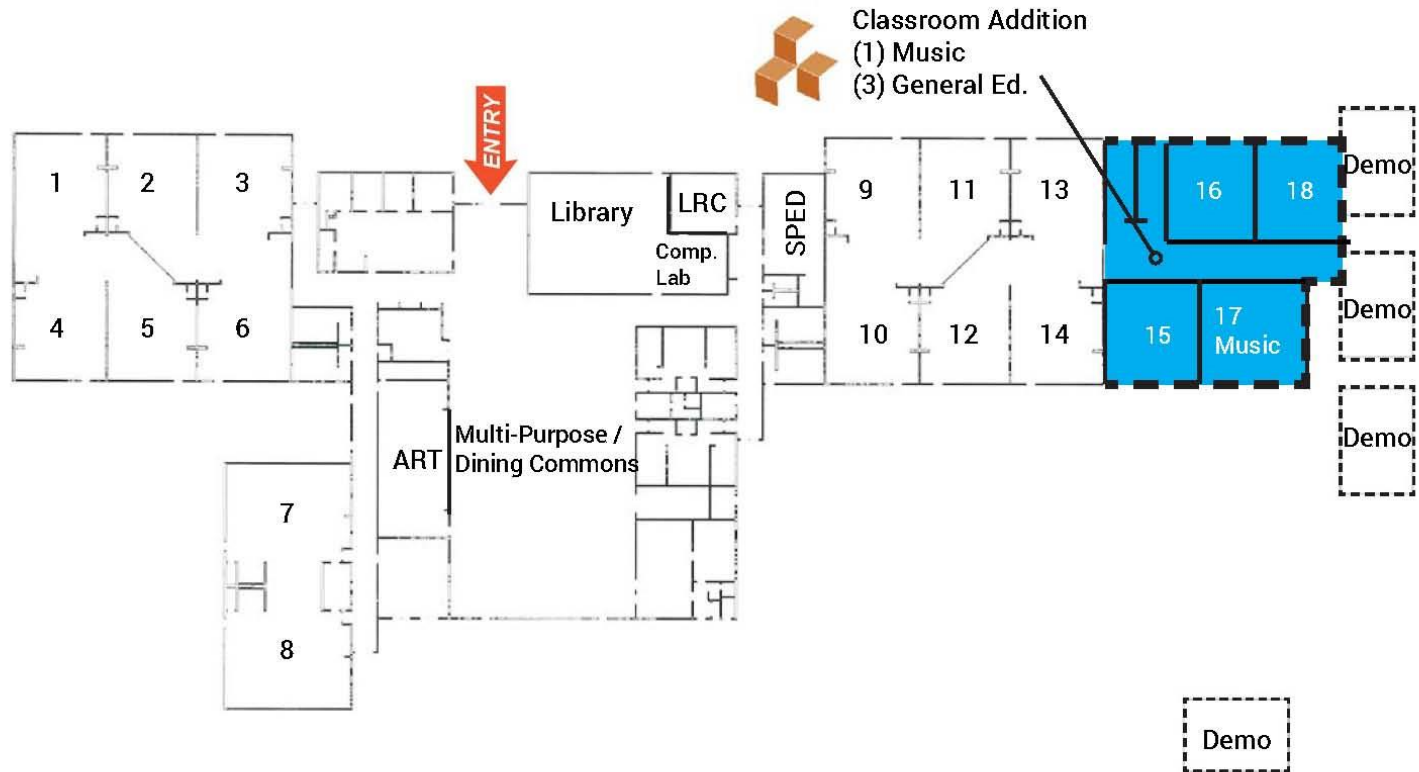 Classroom Addition
(1) Music
(3) General Ed.
ENTRY
1
2
3
4
5
6
7
8
Library
LRC
Comp.
Lab
SPED
ART
Multi-Purpose /
Dining Commons
9
11
13
10
12
14
16
18
15
17
Music
Demo
Demo
Demo
Demo